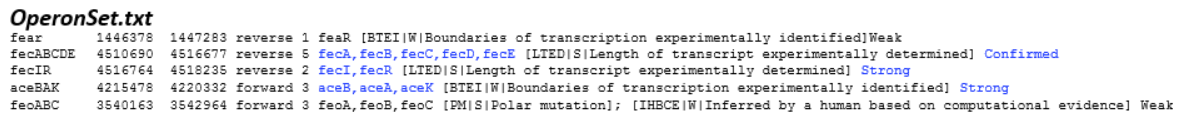 OperonSet.txt
fear 1446378 1447283 reverse 1 feaR [BTEI|W|Boundaries of transcription experimentally identified]Weak
fecABCDE 4510690 4516677 reverse 5 fecA,fecB,fecC,fecD,fecE [LTED|S|Length of transcript experimentally determined] Confirmed
fecIR 4516764 4518235 reverse 2 fecI,fecR [LTED|S|Length of transcript experimentally determined] Strong
aceBAK 4215478 4220332 forward 3 aceB,aceA,aceK [BTEI|W|Boundaries of transcription experimentally identified] Strong
feoABC 3540163 3542964 forward 3 feoA,feoB,feoC [PM|S|Polar mutation]; [IHBCE|W|Inferred by a human based on computational evidence] Weak